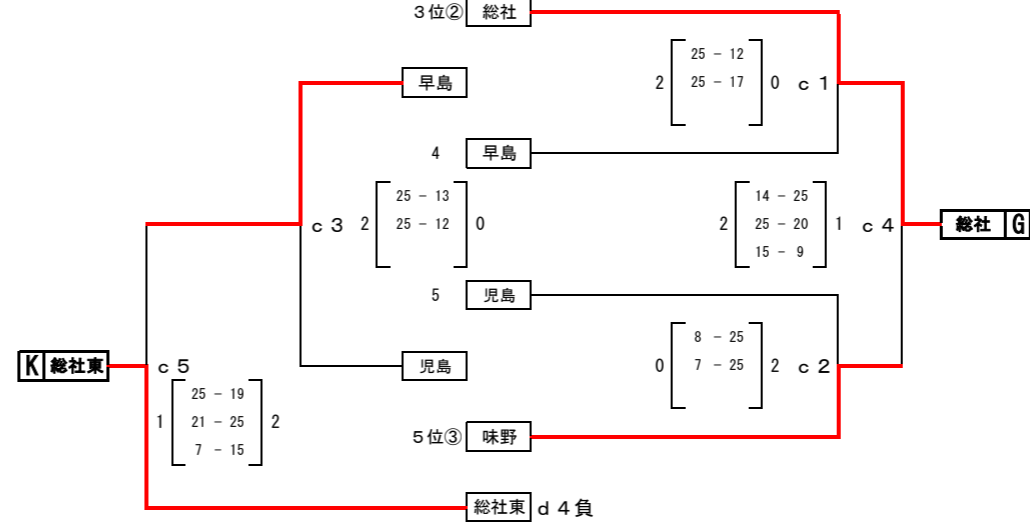 3位② 総社
25 - 12
2 25 - 17 0 ｃ１
早島
4 早島
25 - 13
ｃ３ 2 25 - 12 0
14 - 25
2 25 - 20 1 ｃ４
15 - 9
総社 G
5 児島
8 - 25
0 7 - 25 2 ｃ２
児島
K 総社東 ｃ５
25 - 19
1 21 - 25 2
7 - 15
5位③ 味野
総社東 ｄ４負